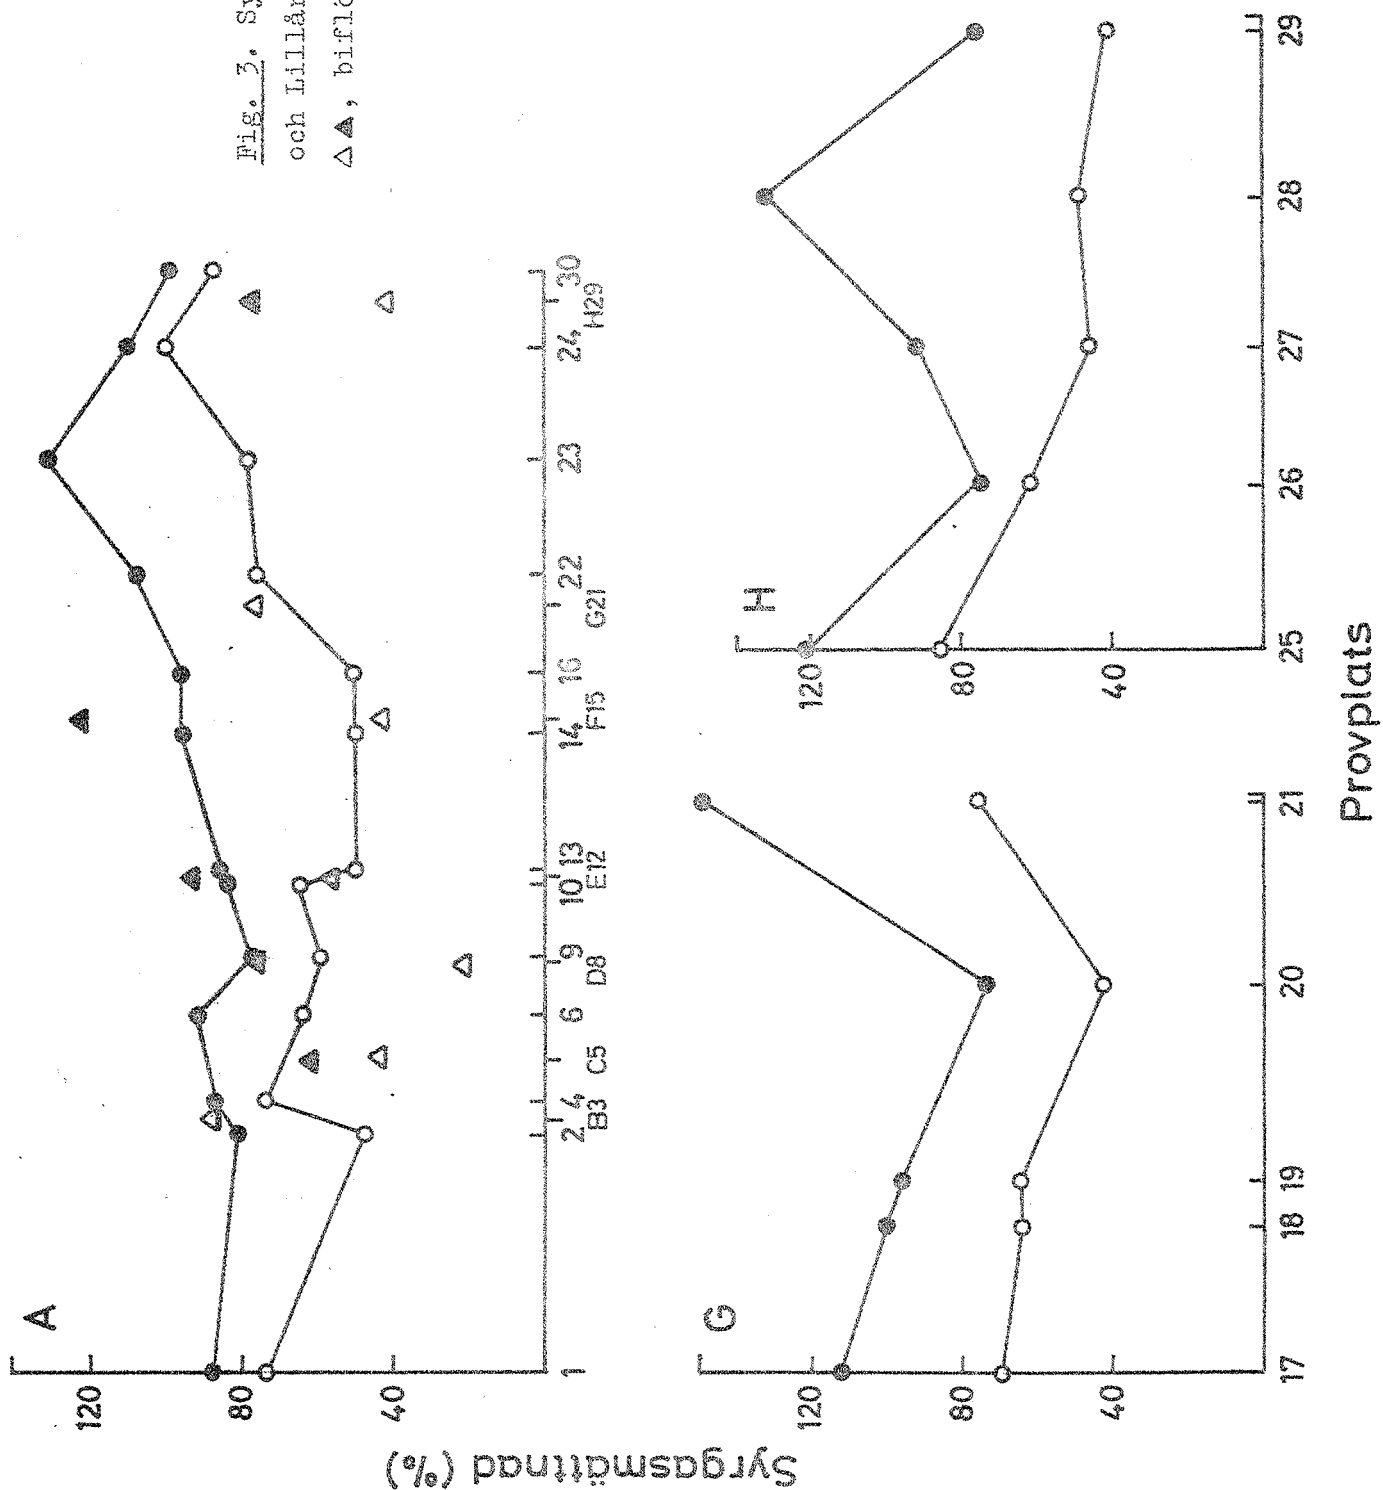 Fig. 3. Sy
och Lillån
△▲, biflö
A
120
80
40
1 2 4 6 9 10 13 14 16 22 23 24 30
B3 C5 D8 E12 F15 G21 H29
Syrgasmättnad (%)
G
120
80
40
17 18 19 20 21
H
120
80
40
25 26 27 28 29
Provplats